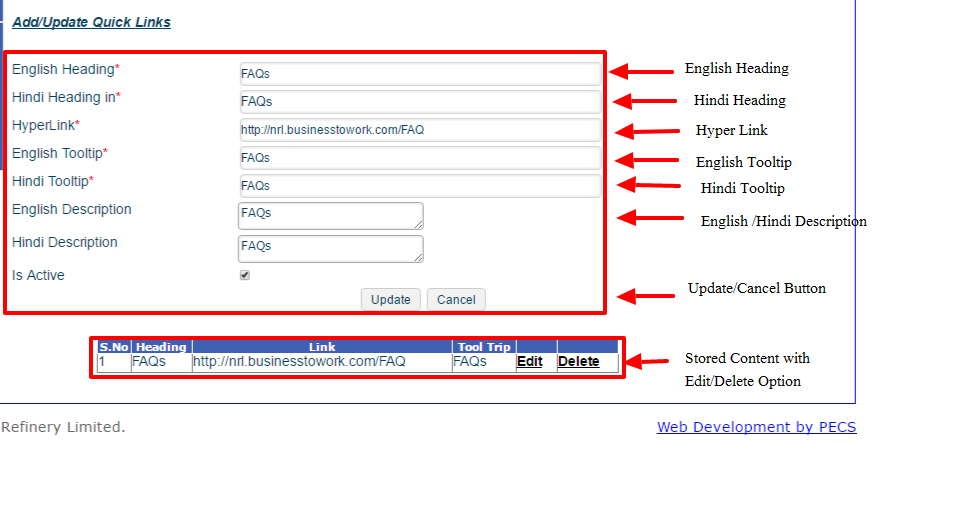 Add/Update Quick Links
English Heading* FAQs English Heading
Hindi Heading in* FAQs Hindi Heading
HyperLink* http://nrl.businesstowork.com/FAQ Hyper Link
English Tooltip* FAQs English Tooltip
Hindi Tooltip* FAQs Hindi Tooltip
English Description FAQs English /Hindi Description
Hindi Description FAQs
Is Active
Update Cancel Update/Cancel Button
S.No Heading Link Tool Trip
1 FAQs http://nrl.businesstowork.com/FAQ FAQs Edit Delete Stored Content with
Edit/Delete Option
Refinery Limited. Web Development by PECS